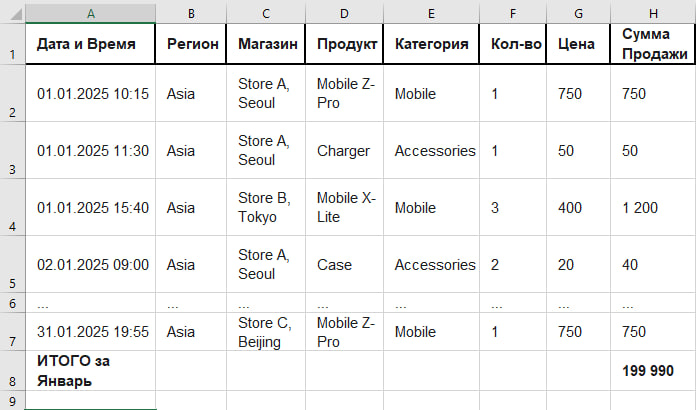 A B C D E F G H
1 Дата и Время Регион Магазин Продукт Категория Кол-во Цена Сумма Продажи
2 01.01.2025 10:15 Asia Store A, Seoul Mobile Z-Pro Mobile 1 750 750
3 01.01.2025 11:30 Asia Store A, Seoul Charger Accessories 1 50 50
4 01.01.2025 15:40 Asia Store B, Tokyo Mobile X-Lite Mobile 3 400 1 200
5 02.01.2025 09:00 Asia Store A, Seoul Case Accessories 2 20 40
6 ... ... ... ... ... ... ... ...
7 31.01.2025 19:55 Asia Store C, Beijing Mobile Z-Pro Mobile 1 750 750
8 ИТОГО за Январь 199 990
9